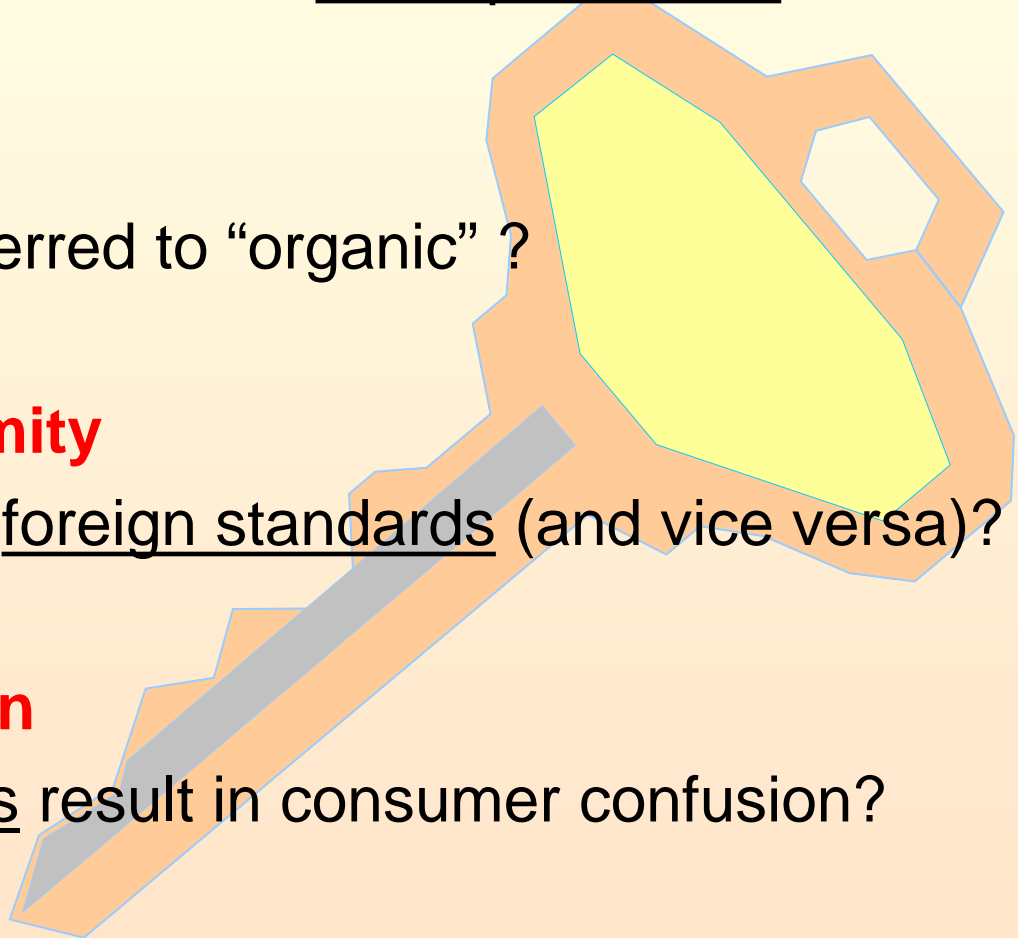 erred to “organic” ?
mity
foreign standards (and vice versa)?
n
s result in consumer confusion?